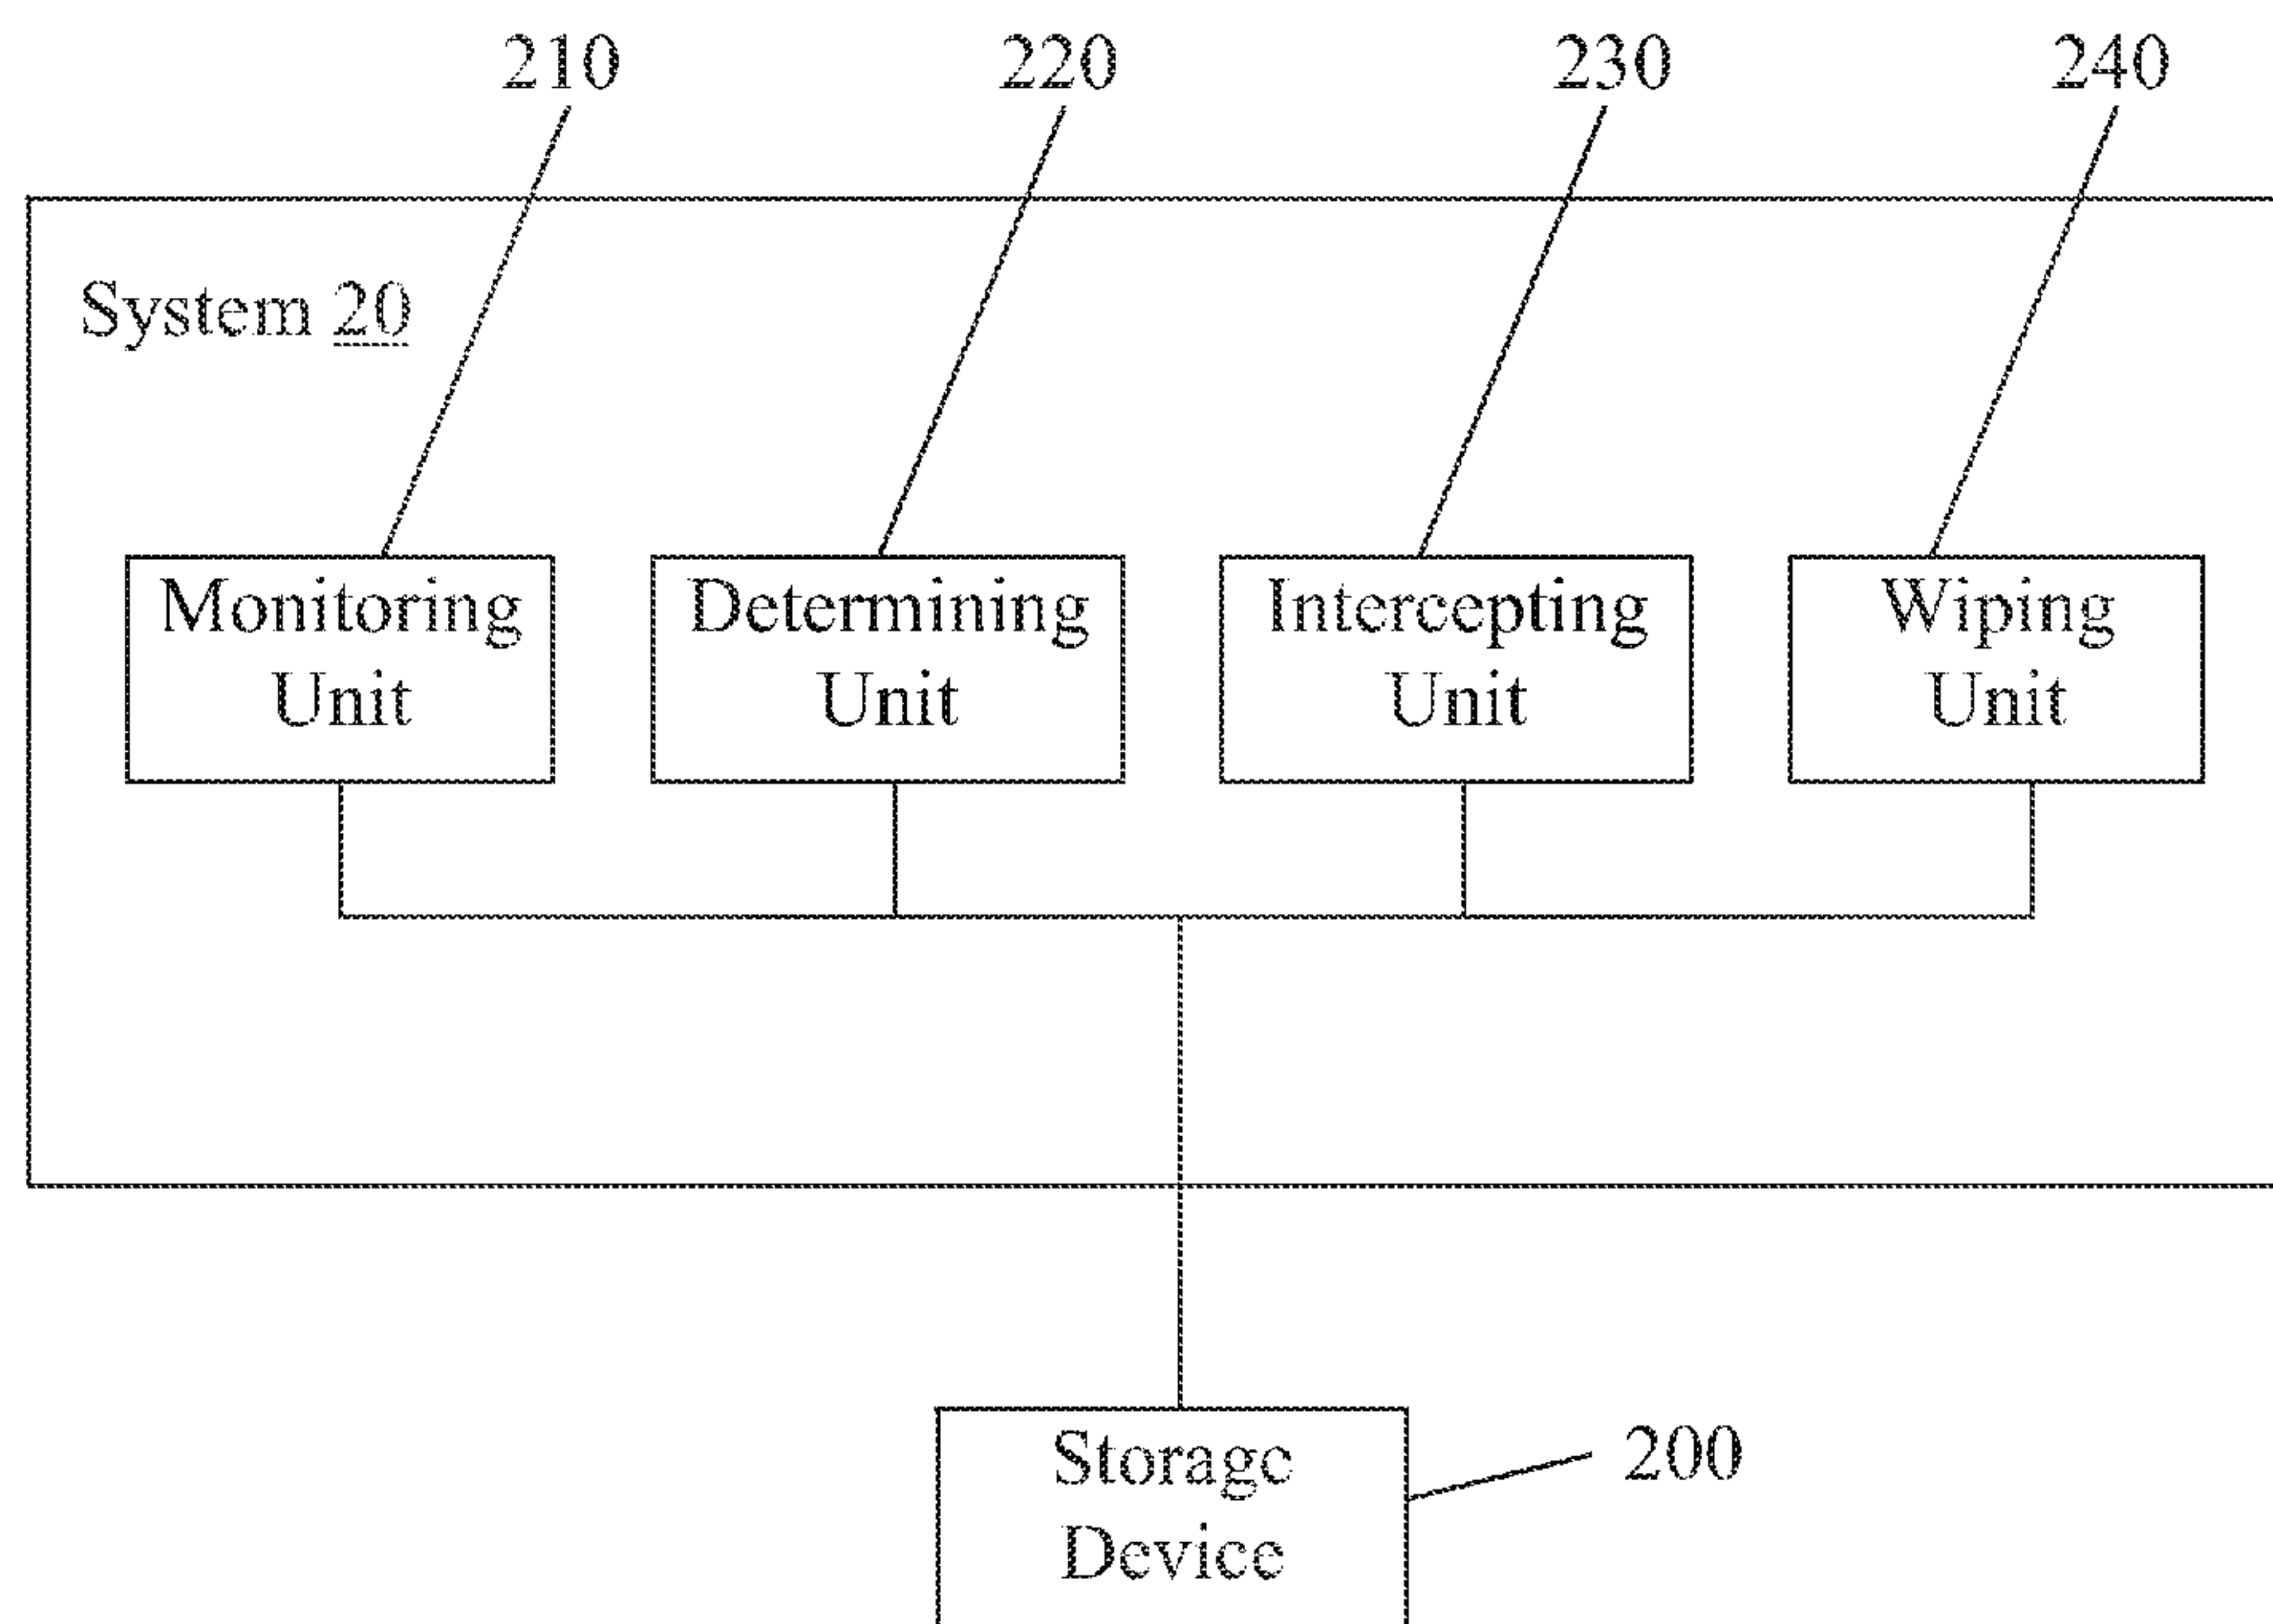 210 220 230 240
System 20
Monitoring Determining Intercepting Wiping
Unit Unit Unit Unit
Storage
Device
200